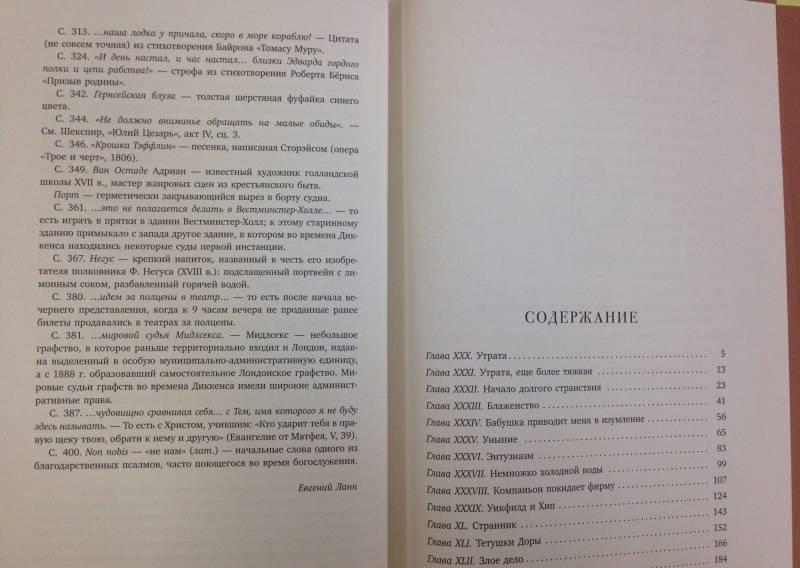 С. 313. ...наша лодка у причала, скоро в море кораблю! — Цитата
(не совсем точная) из стихотворения Байрона «Томасу Муру».
С. 324. «И день настал, и час настал... близки Эдварда гордого
полки и цепи рабства!» — строфа из стихотворения Роберта Бёрнса
«Призыв родины».
С. 342. Гернсейская блуза — толстая шерстяная фуфайка синего
цвета.
С. 344. «Не должно вниманье обращать на малые обиды». —
См. Шекспир, «Юлий Цезарь», акт IV, сц. 3.
С. 346. «Крошка Тэффлин» — песенка, написаная Сторэйсом (опера
«Трое и черт», 1806).
С. 349. Ван Остаде Адриан — известный художник голландской
школы XVII в., мастер жанровых сцен из крестьянского быта.
Порт — герметически закрывающийся вырез в борту судна.
С. 361. ...это не полагается делать в Вестминстер-Холле... — то
есть играть в прятки в здании Вестминстер-Холл; к этому старинному
зданию примыкало с запада другое здание, в котором во времена Дик-
кенса находились некоторые суды первой инстанции.
С. 367. Негус — крепкий напиток, названный в честь его изобре-
тателя полковника Ф. Негуса (XVIII в.): подслащенный портвейн с ли-
монным соком, разбавленный горячей водой.
С. 380. ...идем за полцены в театр... — то есть после начала ве-
чернего представления, когда к 9 часам вечера не проданные ранее
билеты продавались в театрах за полцены.
С. 381. ...мировой судья Мидлсекса. — Мидлсекс — небольшое
графство, в которое раньше территориально входил и Лондон, издав-
на выделенный в особую муниципально-административную единицу,
а с 1888 г. образовавший самостоятельное Лондонское графство. Ми-
ровые судьи графств во времена Диккенса имели широкие админист-
ративные права.
С. 387. ...чудовищно сравнивая себя... с Тем, имя которого я не буду
здесь называть. — То есть с Христом, учившим: «Кто ударит тебя в пра-
вую щеку твою, обрати к нему и другую» (Евангелие от Матфея, V, 39).
С. 400. Non nobis — «не нам» (лат.) — начальные слова одного из
благодарственных псалмов, часто поющегося во время богослужения.
Евгений Ланн
СОДЕРЖАНИЕ
Глава XXX. Утрата 5
Глава XXXI. Утрата, еще более тяжкая 13
Глава XXXII. Начало долгого странствия 23
Глава XXXIII. Блаженство 41
Глава XXXIV. Бабушка приводит меня в изумление 56
Глава XXXV. Уныние 65
Глава XXXVI. Энтузиазм 83
Глава XXXVII. Немножко холодной воды 99
Глава XXXVIII. Компаньон покидает фирму 107
Глава XXXIX. Уикфилд и Хип 124
Глава XL. Странник 143
Глава XLI. Тетушки Доры 152
Глава XLII. Злое дело 166
184